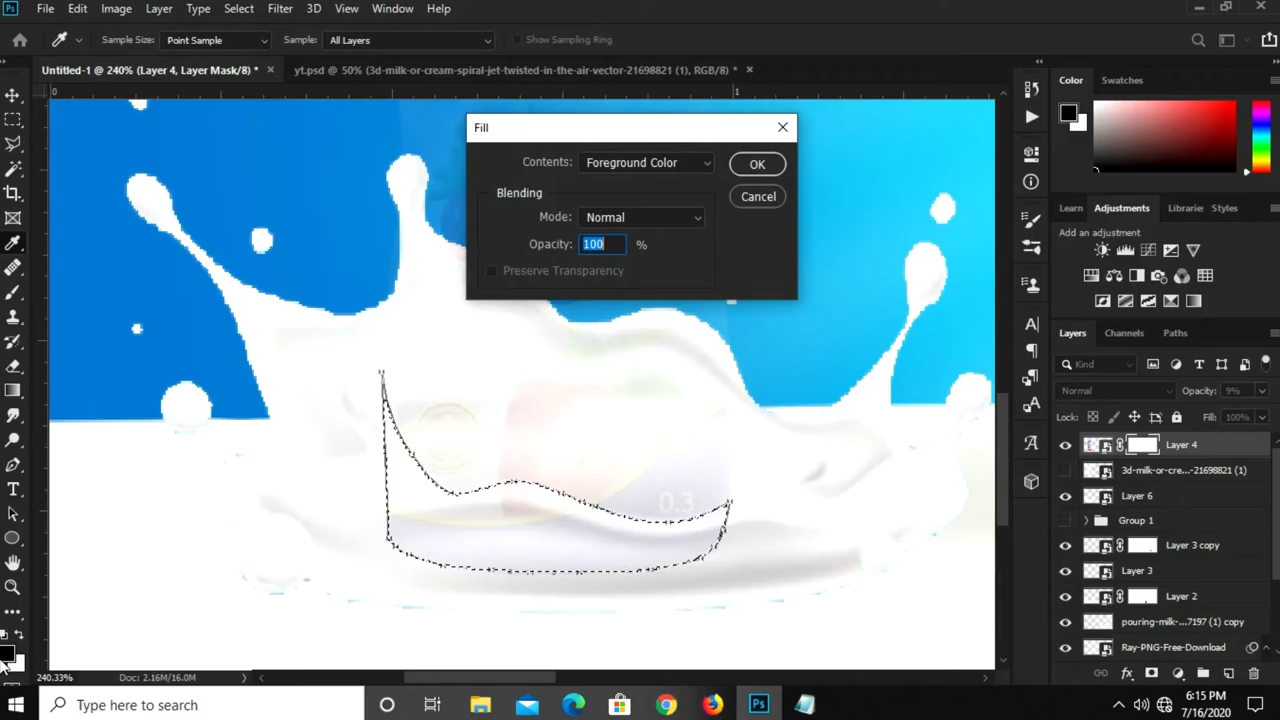 Ps File Edit Image Layer Type Select Filter 3D View Window Help
Sample Size: Point Sample Sample: All Layers Show Sampling Ring
Untitled-1 @ 240% (Layer 4, Layer Mask/8) * × yt.psd @ 50% (3d-milk-or-cream-spiral-jet-twisted-in-the-air-vector-21698821 (1), RGB/8) * ×
0 1
Color Swatches
Fill
Contents: Foreground Color OK
Cancel
Blending
Mode: Normal
Opacity: 100 %
Preserve Transparency
Learn Adjustments Librarie: Styles
Add an adjustment
Layers Channels Paths
Kind
Normal Opacity: 9%
Lock: Fill: 100%
Layer 4
3d-milk-or-cre...-21698821 (1)
Layer 6
Group 1
Layer 3 copy
Layer 3
Layer 2
pouring-milk-...7197 (1) copy
Ray-PNG-Free-Download
0.3
240.33% Doc: 2.16M/16.0M
Type here to search
6:15 PM
7/16/2020